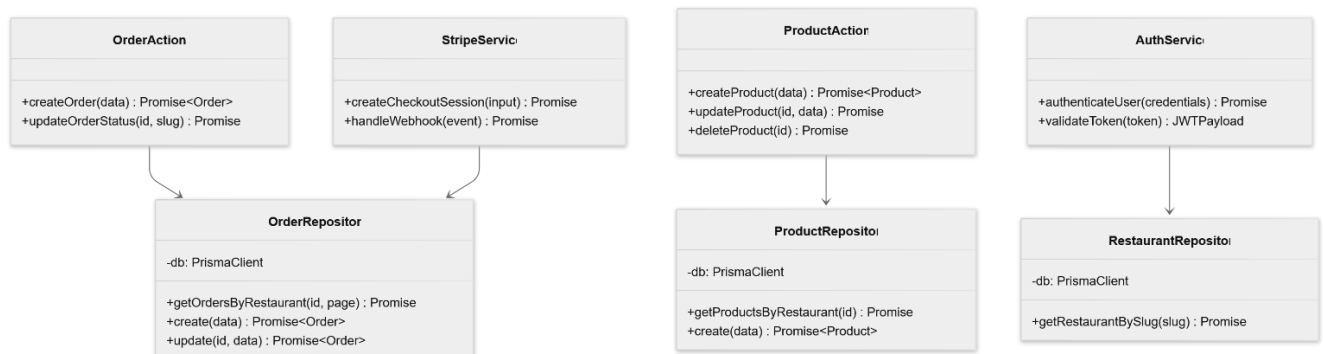 OrderAction
+createOrder(data) : Promise<Order>
+updateOrderStatus(id, slug) : Promise
StripeServic
+createCheckoutSession(input) : Promise
+handleWebhook(event) : Promise
ProductAction
+createProduct(data) : Promise<Product>
+updateProduct(id, data) : Promise
+deleteProduct(id) : Promise
AuthServic
+authenticateUser(credentials) : Promise
+validateToken(token) : JWTPayload
OrderRepositor
-db: PrismaClient
+getOrdersByRestaurant(id, page) : Promise
+create(data) : Promise<Order>
+update(id, data) : Promise<Order>
ProductRepositor
-db: PrismaClient
+getProductsByRestaurant(id) : Promise
+create(data) : Promise<Product>
RestaurantRepositor
-db: PrismaClient
+getRestaurantBySlug(slug) : Promise